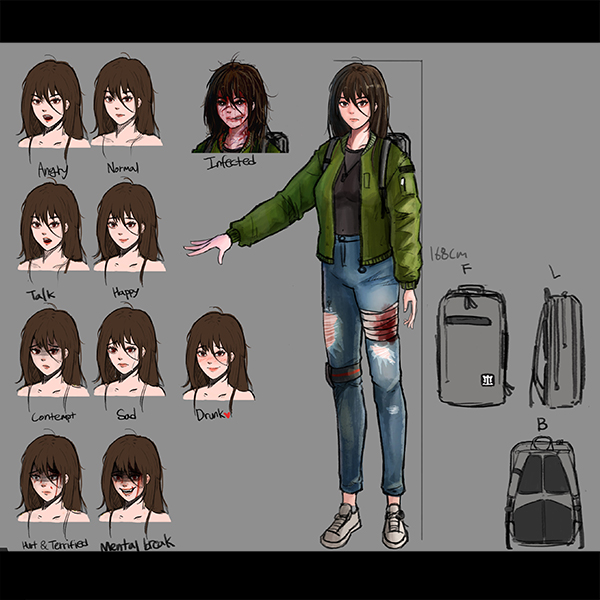 Angry
Normal
Infected
Talk
Happy
168cm
F
L
Contempt
Sad
Drunk
B
Hurt & Terrified
Mental break